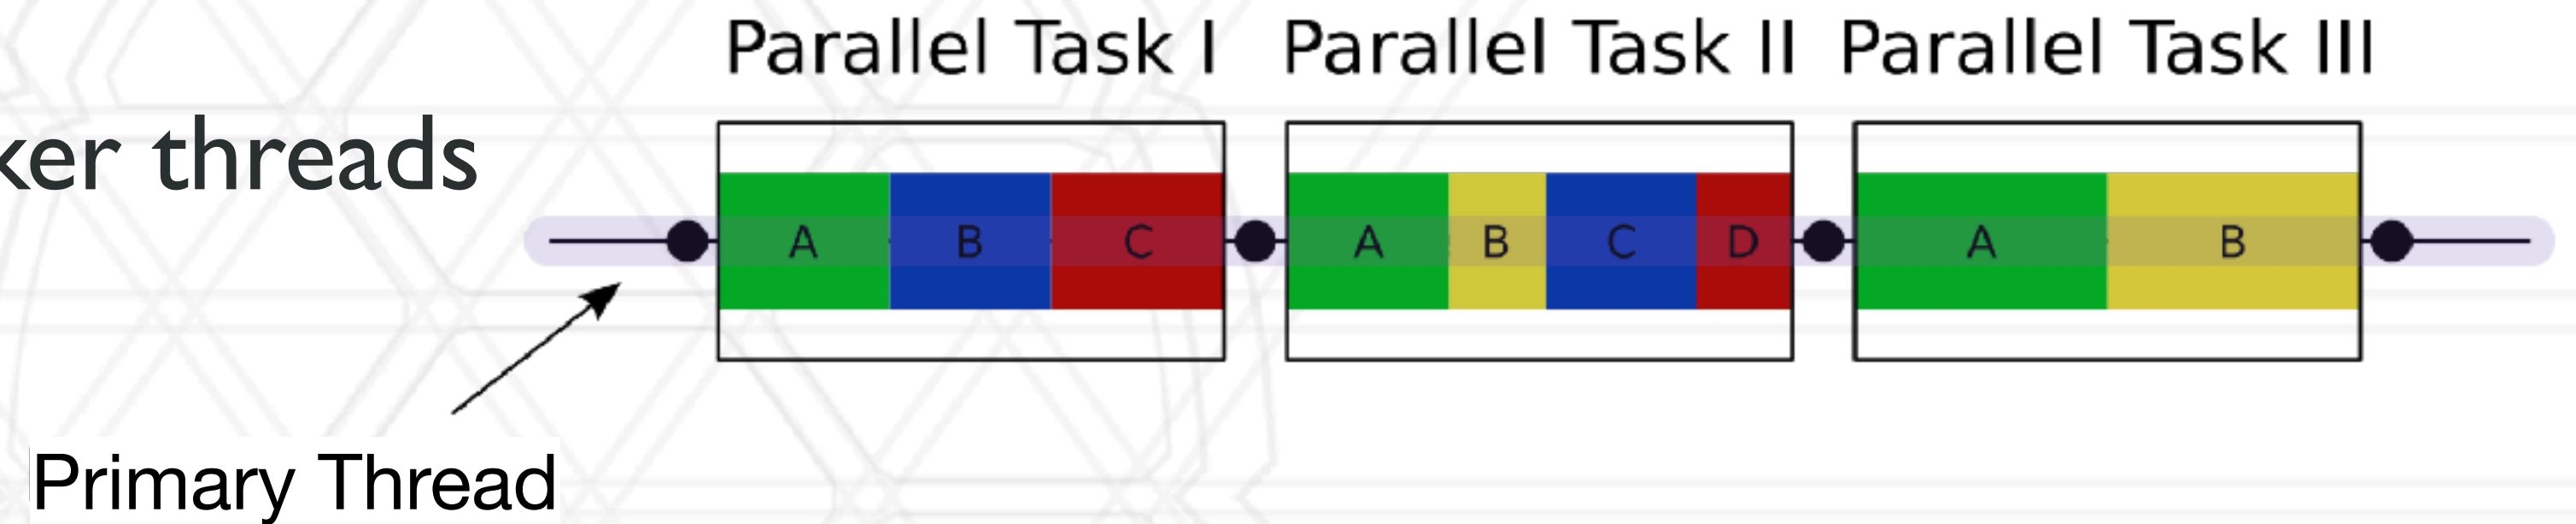 Parallel Task I Parallel Task II Parallel Task III
ker threads
A B C A B C D A B
Primary Thread